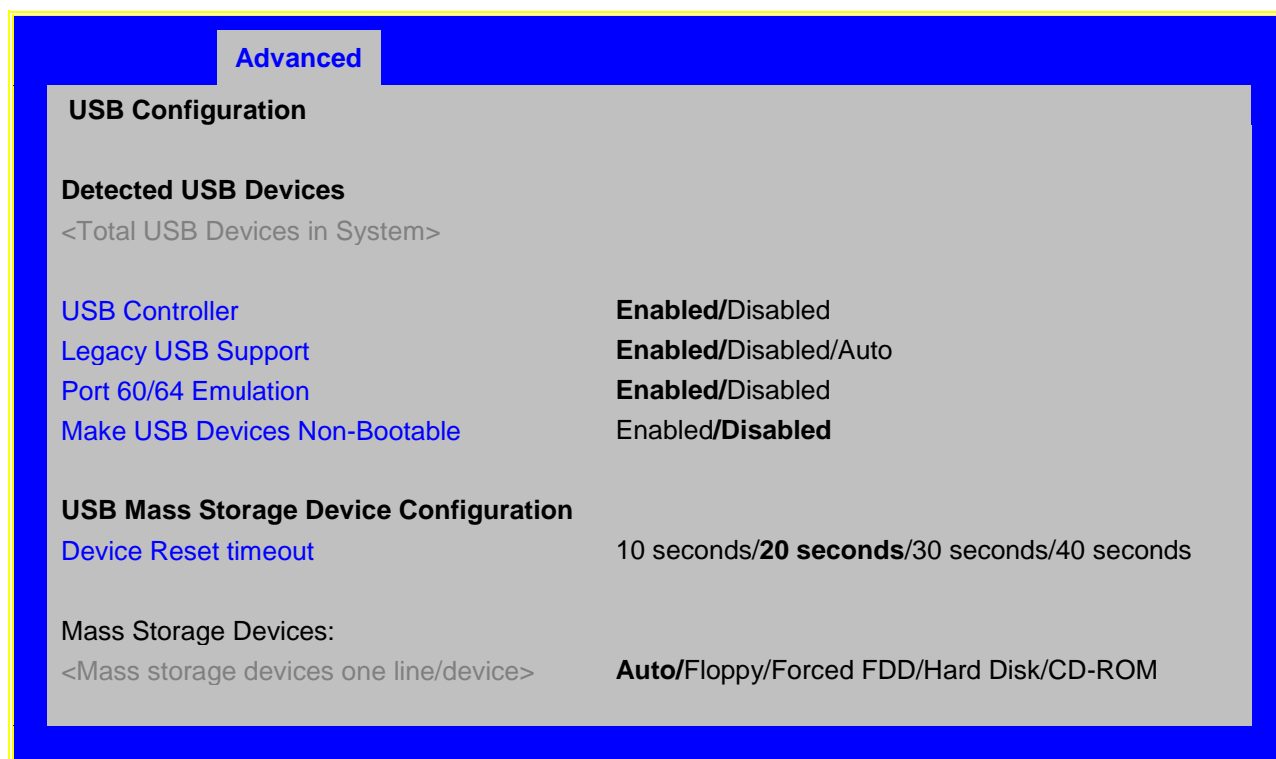 Advanced
USB Configuration
Detected USB Devices
<Total USB Devices in System>
USB Controller Enabled/Disabled
Legacy USB Support Enabled/Disabled/Auto
Port 60/64 Emulation Enabled/Disabled
Make USB Devices Non-Bootable Enabled/Disabled
USB Mass Storage Device Configuration
Device Reset timeout 10 seconds/20 seconds/30 seconds/40 seconds
Mass Storage Devices:
<Mass storage devices one line/device> Auto/Floppy/Forced FDD/Hard Disk/CD-ROM